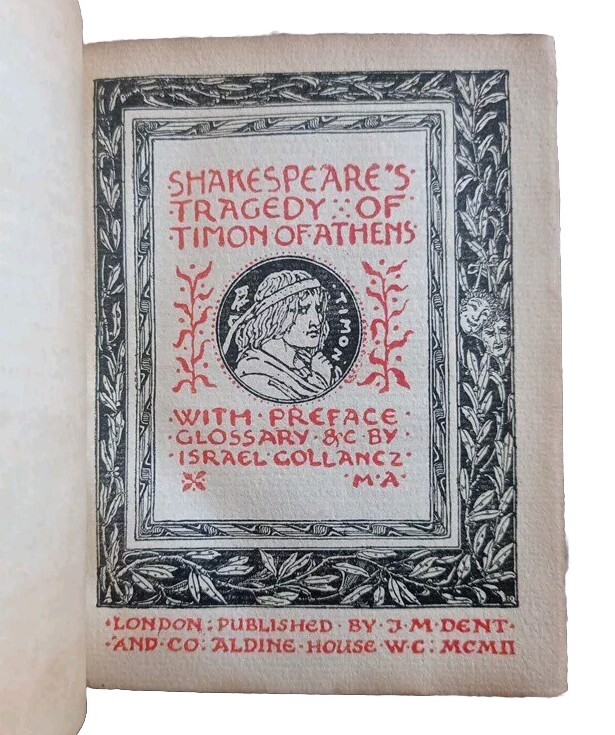 ·SHAKESPEARE'S·
TRAGEDY ∵ OF
·TIMON·OF·ATHENS·
·TIMON·
WITH·PREFACE·
·GLOSSARY·&C·BY·
·ISRAEL·GOLLANCZ·
·M·A·
·LONDON: PUBLISHED·BY·J·M·DENT·
·AND·CO: ALDINE·HOUSE·W·C: MCMII